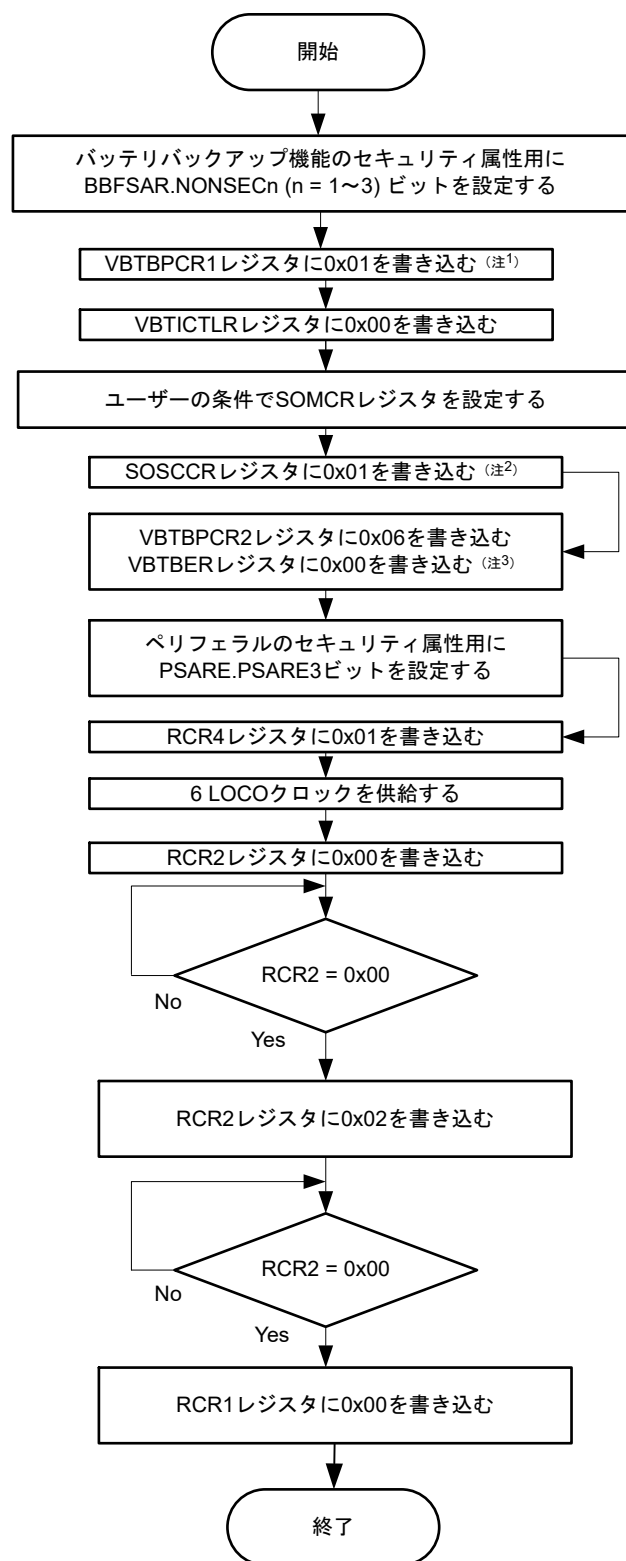 開始
バッテリバックアップ機能のセキュリティ属性用に
BBFSAR.NONSECn (n = 1～3) ビットを設定する
VBTBPCR1レジスタに0x01を書き込む（注1）
VBTICTLRレジスタに0x00を書き込む
ユーザーの条件でSOMCRレジスタを設定する
SOSCCRレジスタに0x01を書き込む（注2）
VBTBPCR2レジスタに0x06を書き込む
VBTBERレジスタに0x00を書き込む（注3）
ペリフェラルのセキュリティ属性用に
PSARE.PSARE3ビットを設定する
RCR4レジスタに0x01を書き込む
6 LOCOクロックを供給する
RCR2レジスタに0x00を書き込む
RCR2 = 0x00
No
Yes
RCR2レジスタに0x02を書き込む
RCR2 = 0x00
No
Yes
RCR1レジスタに0x00を書き込む
終了